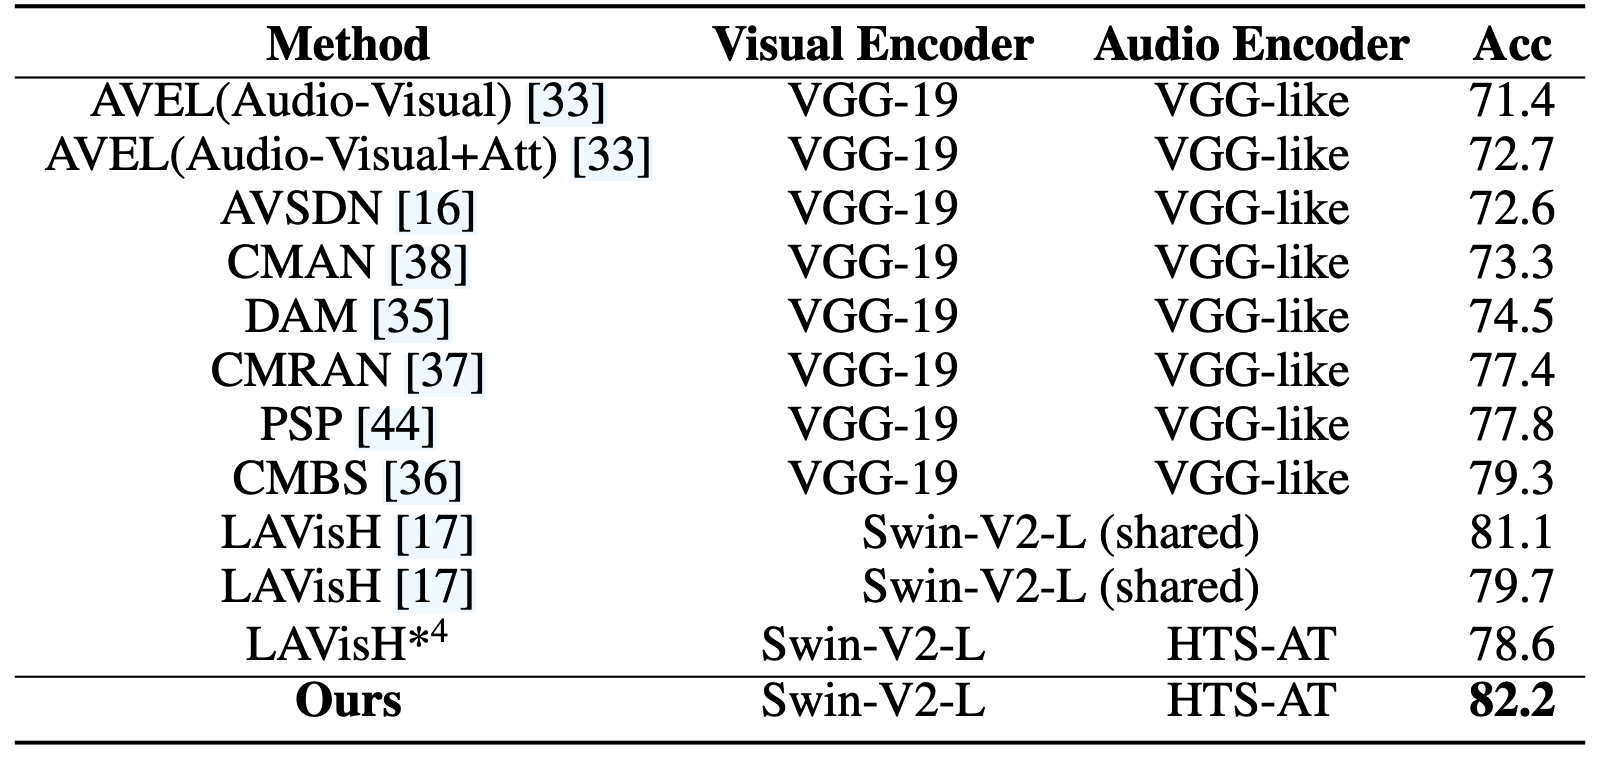 Method Visual Encoder Audio Encoder Acc
AVEL(Audio-Visual) [33] VGG-19 VGG-like 71.4
AVEL(Audio-Visual+Att) [33] VGG-19 VGG-like 72.7
AVSDN [16] VGG-19 VGG-like 72.6
CMAN [38] VGG-19 VGG-like 73.3
DAM [35] VGG-19 VGG-like 74.5
CMRAN [37] VGG-19 VGG-like 77.4
PSP [44] VGG-19 VGG-like 77.8
CMBS [36] VGG-19 VGG-like 79.3
LAVisH [17] Swin-V2-L (shared) 81.1
LAVisH [17] Swin-V2-L (shared) 79.7
LAVisH*⁴ Swin-V2-L HTS-AT 78.6
Ours Swin-V2-L HTS-AT 82.2